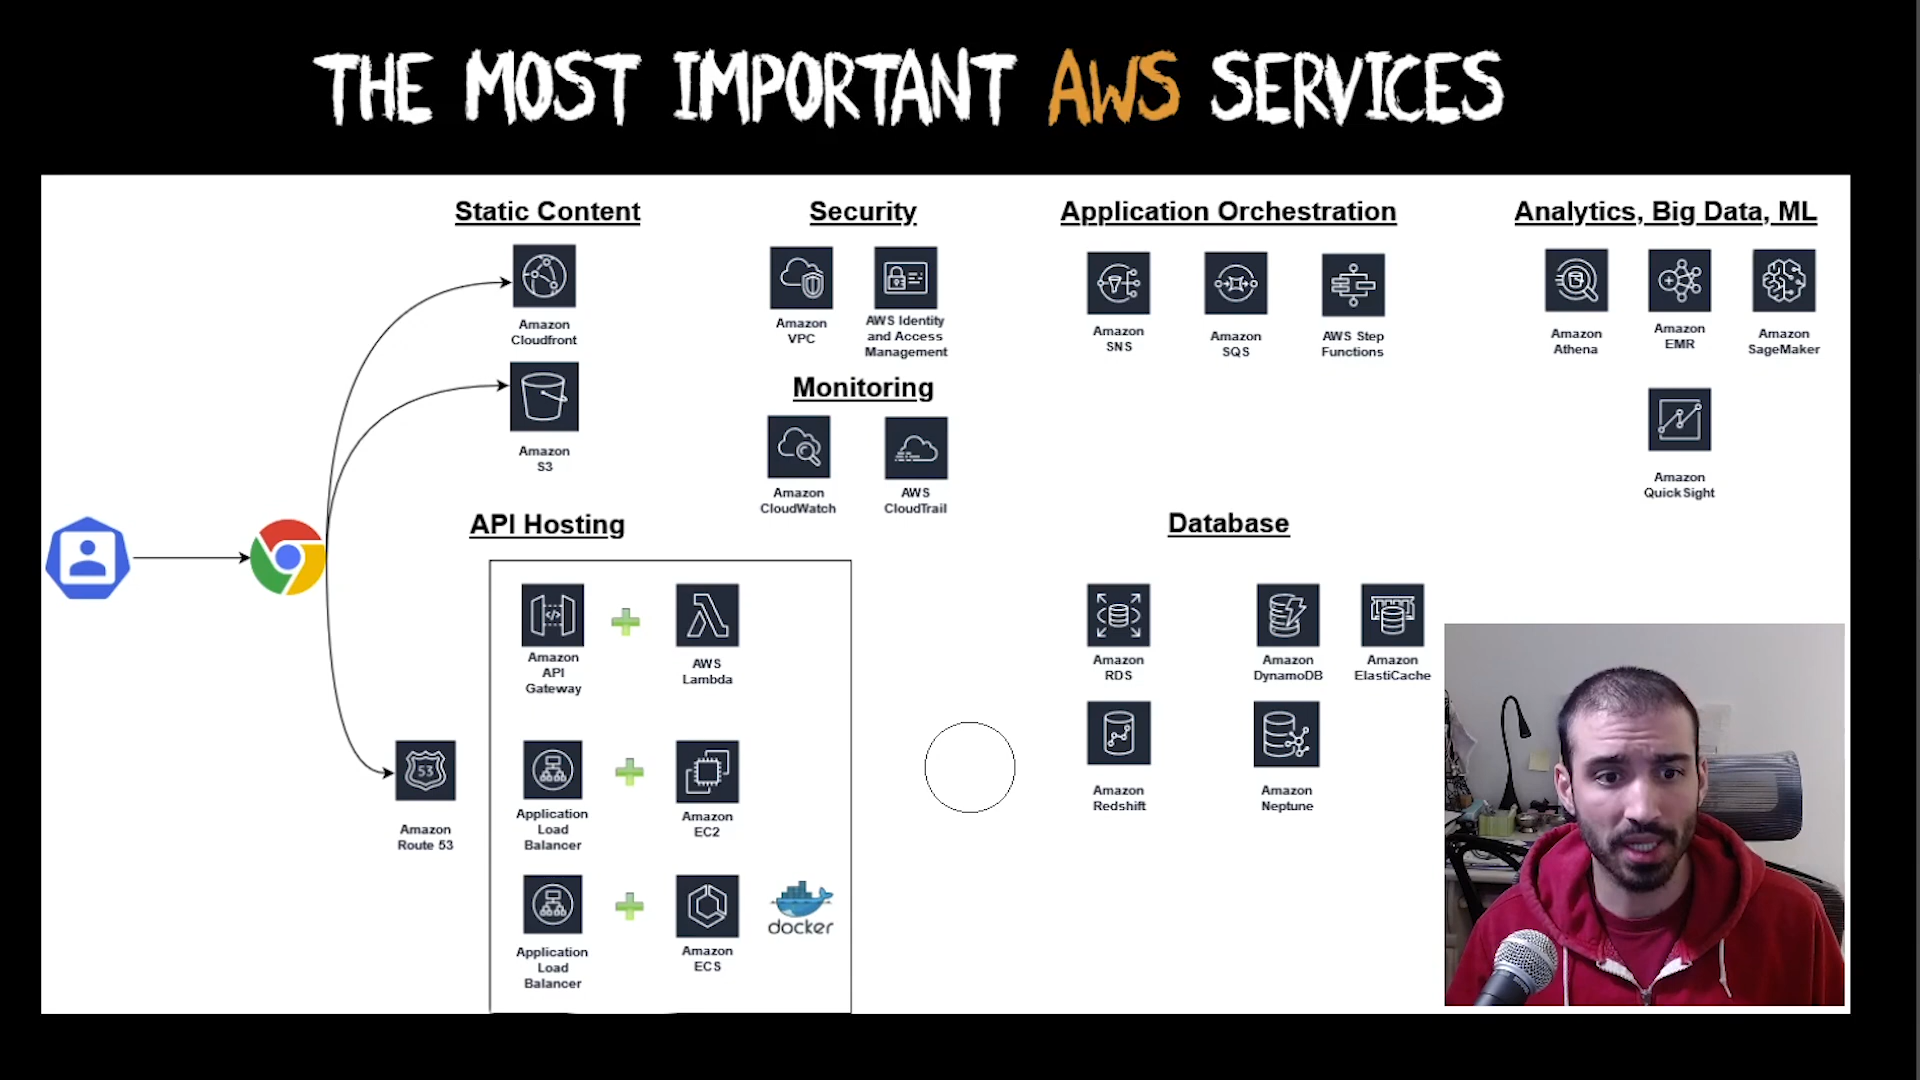 THE MOST IMPORTANT AWS SERVICES
Static Content
Amazon
Cloudfront
Amazon
S3
Security
Amazon
VPC
AWS Identity
and Access
Management
Monitoring
Amazon
CloudWatch
AWS
CloudTrail
Application Orchestration
Amazon
SNS
Amazon
SQS
AWS Step
Functions
Analytics, Big Data, ML
Amazon
Athena
Amazon
EMR
Amazon
SageMaker
Amazon
QuickSight
API Hosting
Amazon
API
Gateway
AWS
Lambda
53
Amazon
Route 53
Application
Load
Balancer
Amazon
EC2
Application
Load
Balancer
Amazon
ECS
docker
Database
Amazon
RDS
Amazon
DynamoDB
Amazon
ElastiCache
Amazon
Redshift
Amazon
Neptune